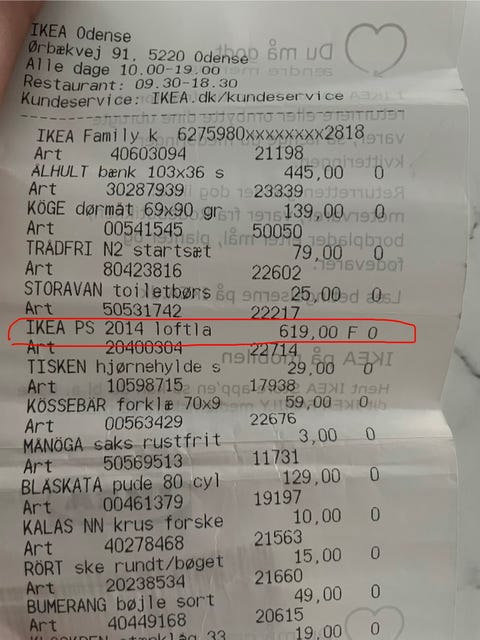 IKEA Odense
Ørbækvej 91, 5220 Odense
Alle dage 10.00-19.00
Restaurant: 09.30-18.30
Kundeservice: IKEA.dk/kundeservice
IKEA Family k 6275980xxxxxxxx2818
Art 40603094 21198
ÄLHULT bænk 103x36 s 445,00 0
Art 30287939 23339
KÖGE dørmåt 69x90 gr 139,00 0
Art 00541545 50050
TRÅDFRI N2 startsæt 79,00 0
Art 80423816 22602
STORAVAN toiletbørs 25,00 0
Art 50531742 22217
IKEA PS 2014 loftla 619,00 F 0
Art 20400304 22714
TISKEN hjørnehylde s 29,00 0
Art 10598715 17938
KÖSSEBÄR forklæ 70x9 59,00 0
Art 00563429 22676
MÄNÖGA saks rustfrit 3,00 0
Art 50569513 11731
BLÅSKATA pude 80 cyl 129,00 0
Art 00461379 19197
KALAS NN krus forske 10,00 0
Art 40278468 21563
RÖRT ske rundt/bøget 15,00 0
Art 20238534 21660
BUMERANG bøjle sort 49,00 0
Art 40449168 20615
33 19,00 0